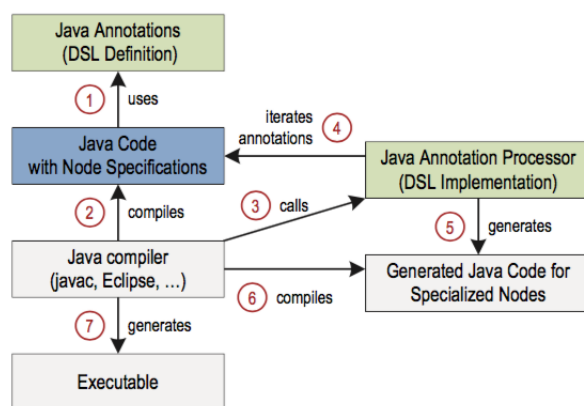 Java Annotations
(DSL Definition)
1 uses
iterates
annotations 4
Java Code
with Node Specifications
Java Annotation Processor
(DSL Implementation)
2 compiles
3 calls
5 generates
Java compiler
(javac, Eclipse, ...)
6 compiles
Generated Java Code for
Specialized Nodes
7 generates
Executable